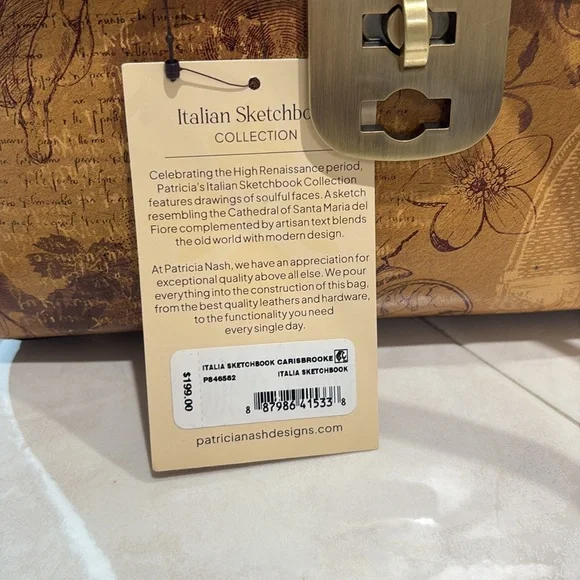 Italian Sketchbo
COLLECTION
Celebrating the High Renaissance period,
Patricia's Italian Sketchbook Collection
features drawings of soulful faces. A sketch
resembling the Cathedral of Santa Maria del
Fiore complemented by artisan text blends
the old world with modern design.
At Patricia Nash, we have an appreciation for
exceptional quality above all else. We pour
everything into the construction of this bag,
from the best quality leathers and hardware,
to the functionality you need
every single day.
$199.00
ITALIA SKETCHBOOK CARISBROOKE
P846582 ITALIA SKETCHBOOK
8 87986 41533 8
patricianashdesigns.com